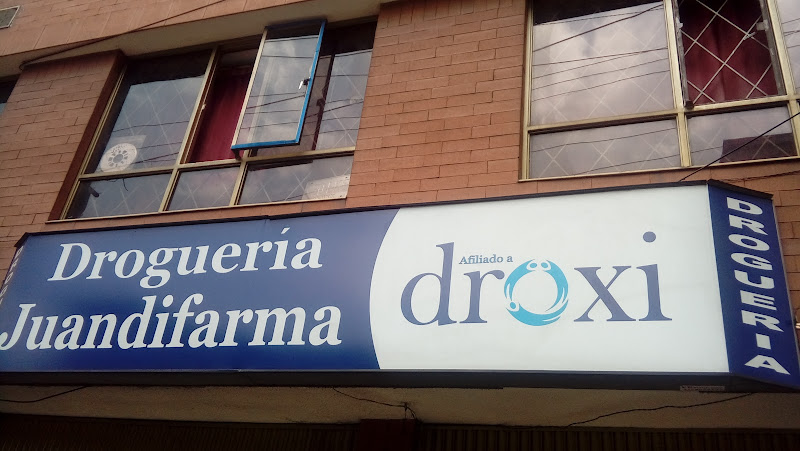 Droguería
Juandifarma
Afiliado a
droxi
DROGUERIA